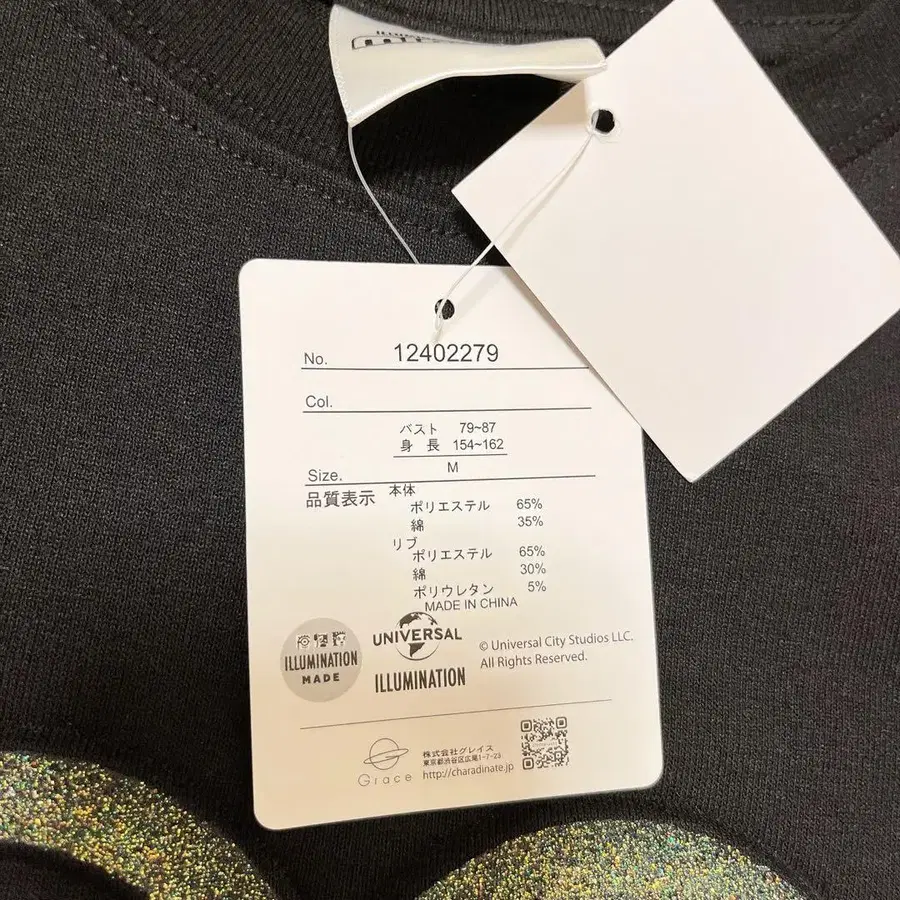 No. 12402279
Col.
バスト 79~87
身 長 154~162
Size. M
品質表示 本体
ポリエステル 65%
綿 35%
リブ
ポリエステル 65%
綿 30%
ポリウレタン 5%
MADE IN CHINA
ILLUMINATION
MADE
UNIVERSAL
ILLUMINATION
© Universal City Studios LLC.
All Rights Reserved.
Grace
株式会社グレイス
東京都渋谷区広尾1-7-23
http://charadinate.jp